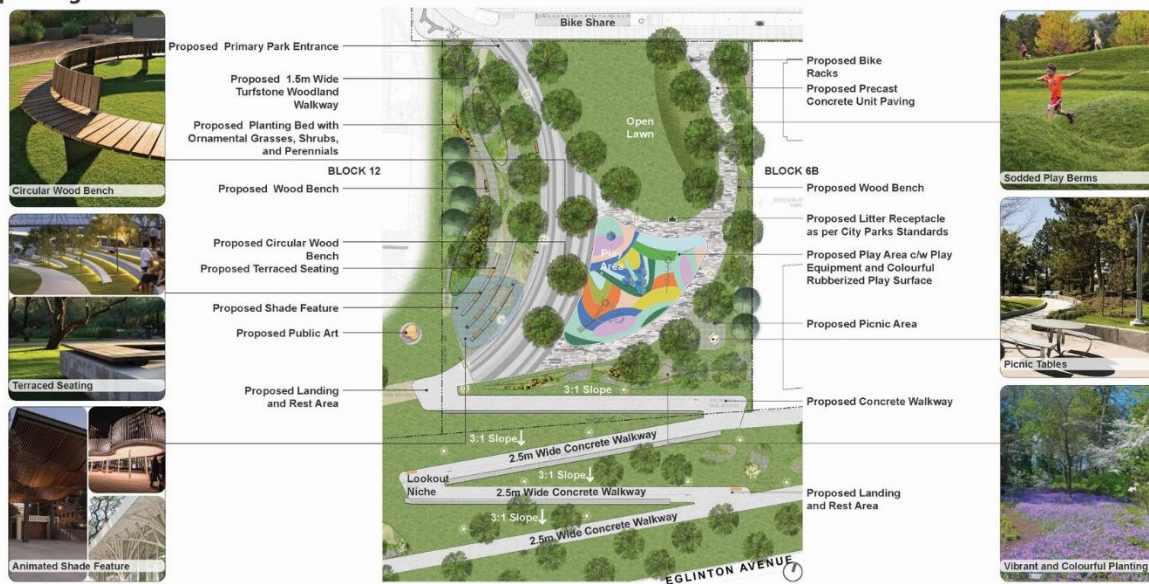 Bike Share
Proposed Primary Park Entrance
Proposed 1.5m Wide
Turfstone Woodland
Walkway
Proposed Planting Bed with
Ornamental Grasses, Shrubs,
and Perennials
BLOCK 12
Proposed Wood Bench
Proposed Circular Wood
Bench
Proposed Terraced Seating
Proposed Shade Feature
Proposed Public Art
Proposed Landing
and Rest Area
Circular Wood Bench
Terraced Seating
Animated Shade Feature
Open
Lawn
Play
Area
3:1 Slope
3:1 Slope
2.5m Wide Concrete Walkway
Lookout
Niche
3:1 Slope
2.5m Wide Concrete Walkway
3:1 Slope
2.5m Wide Concrete Walkway
EGLINTON AVENUE
Proposed Bike
Racks
Proposed Precast
Concrete Unit Paving
BLOCK 6B
Proposed Wood Bench
Proposed Litter Receptacle
as per City Parks Standards
Proposed Play Area c/w Play
Equipment and Colourful
Rubberized Play Surface
Proposed Picnic Area
Proposed Concrete Walkway
Proposed Landing
and Rest Area
Sodded Play Berms
Picnic Tables
Vibrant and Colourful Planting